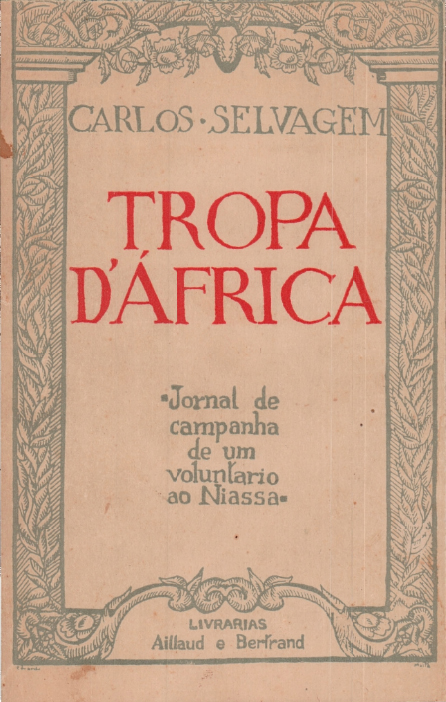 CARLOS · SELVAGEM
TROPA
D'ÁFRICA
▪Jornal de
campanha
de um
voluntario
ao Niassa▪
LIVRARIAS
Aillaud e Bertrand